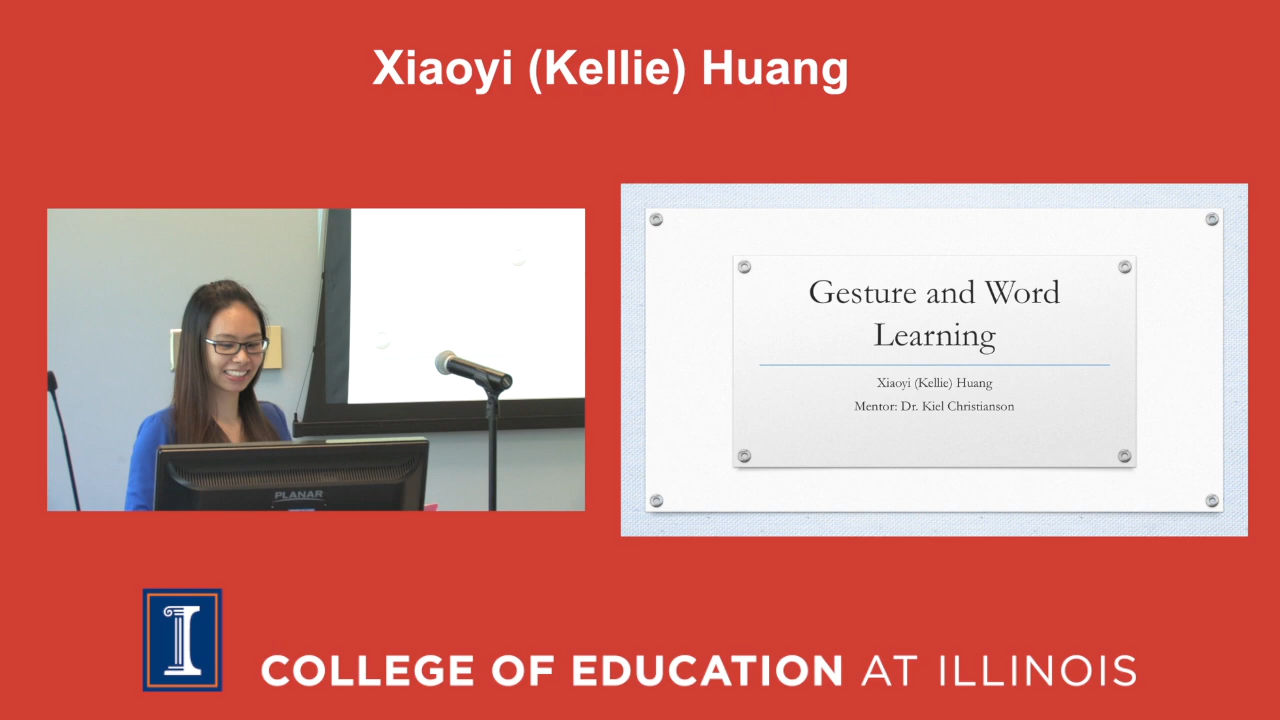 Xiaoyi (Kellie) Huang
Gesture and Word
Learning
Xiaoyi (Kellie) Huang
Mentor: Dr. Kiel Christianson
PLANAR
I
COLLEGE OF EDUCATION AT ILLINOIS